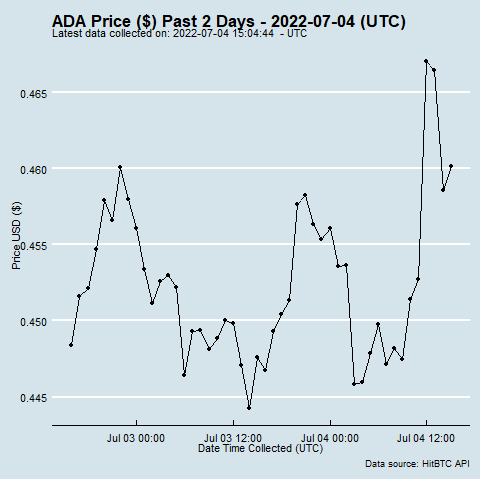 ADA Price ($) Past 2 Days - 2022-07-04 (UTC)
Latest data collected on: 2022-07-04 15:04:44 - UTC
0.465
0.460
0.455
0.450
0.445
Price USD ($)
Jul 03 00:00 Jul 03 12:00 Jul 04 00:00 Jul 04 12:00
Date Time Collected (UTC)
Data source: HitBTC API